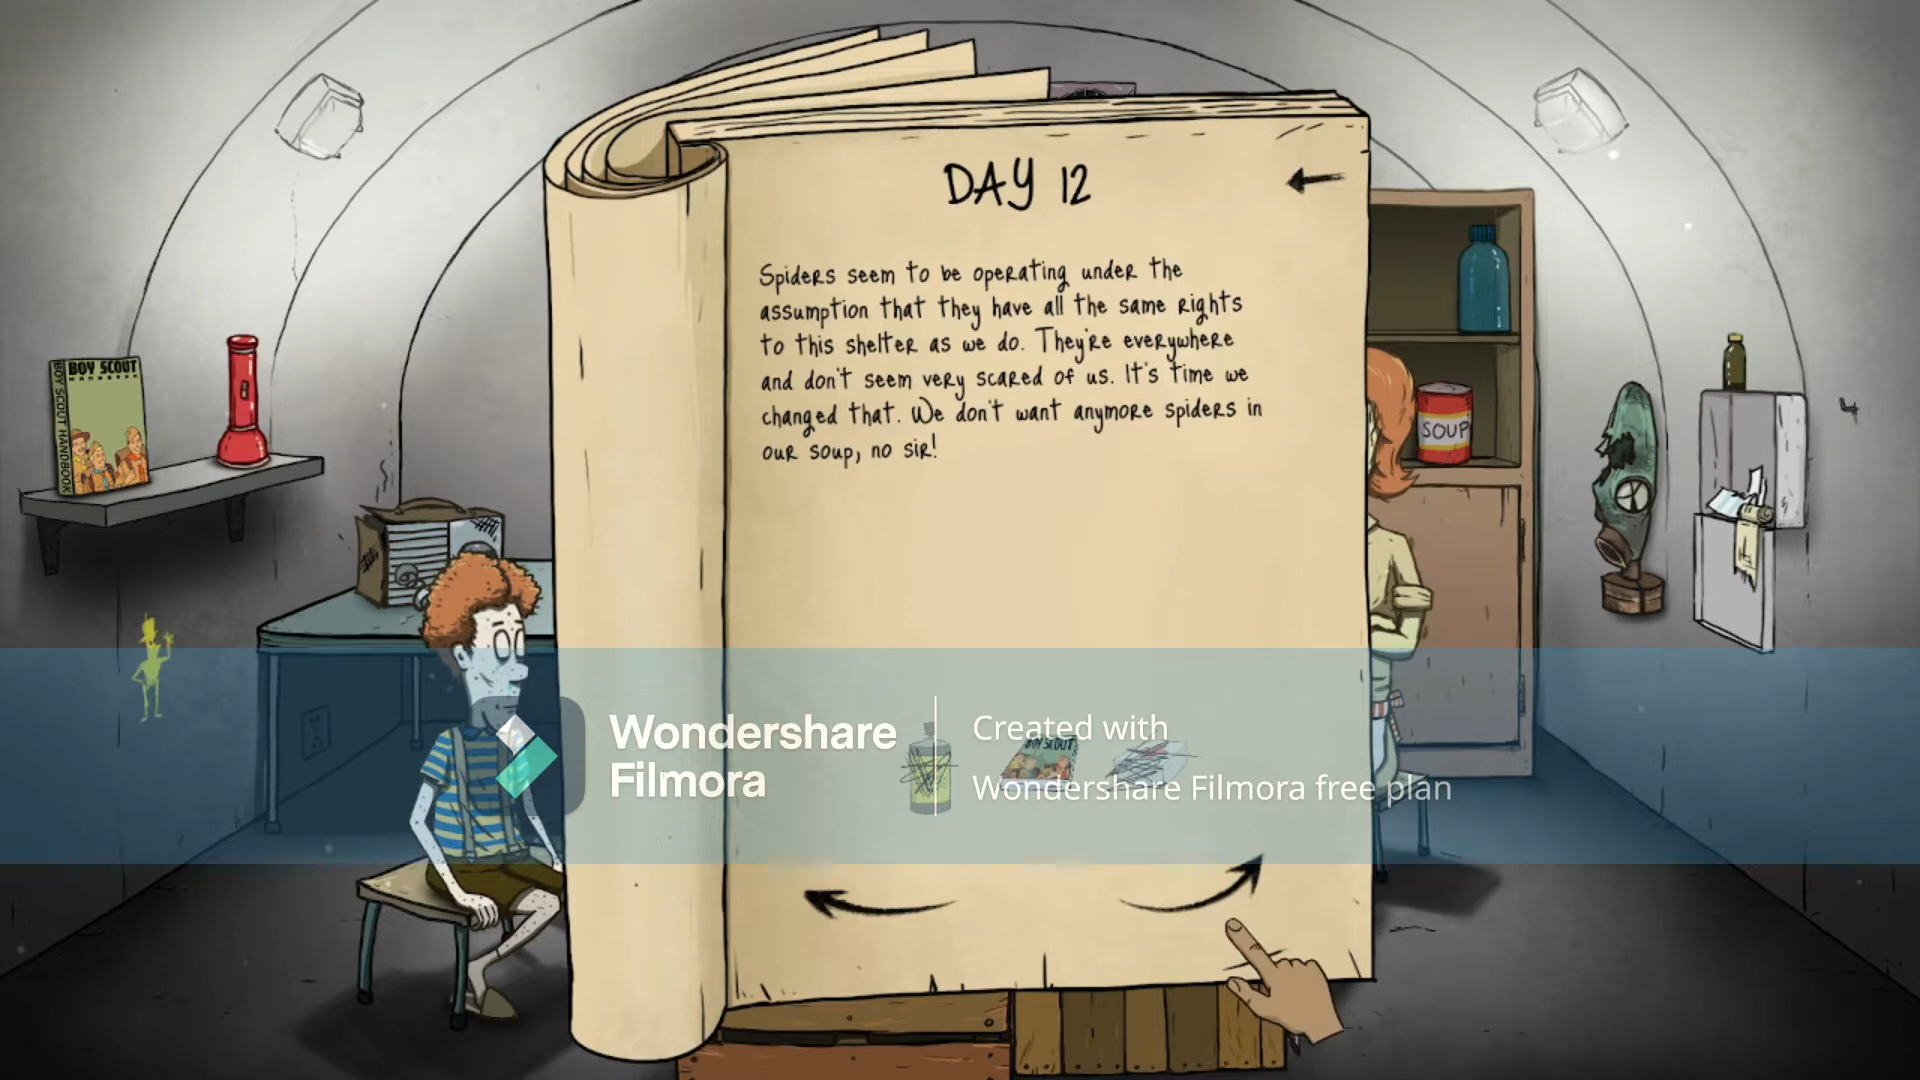 DAY 12
Spiders seem to be operating under the
assumption that they have all the same rights
to this shelter as we do. They're everywhere
and don't seem very scared of us. It's time we
changed that. We don't want anymore spiders in
our soup, no sir!
BOY SCOUT
HANDBOOK
BOY SCOUT HANDBOOK
SOUP
Wondershare
Filmora
Created with
Wondershare Filmora free plan
BOY SCOUT